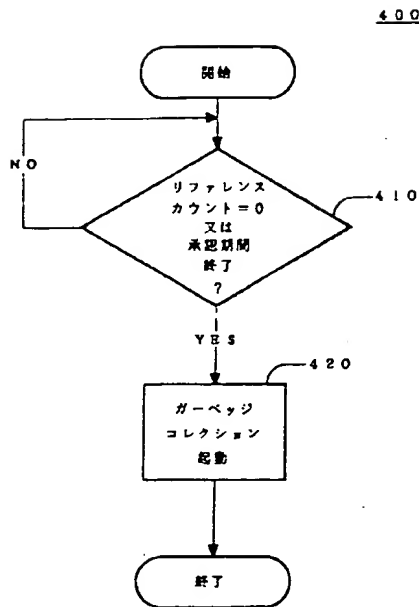 ４００
開始
NO
リファレンス
カウント＝０
又は
承認期間
終了
？
４１０
YES
４２０
ガーベッジ
コレクション
起動
終了